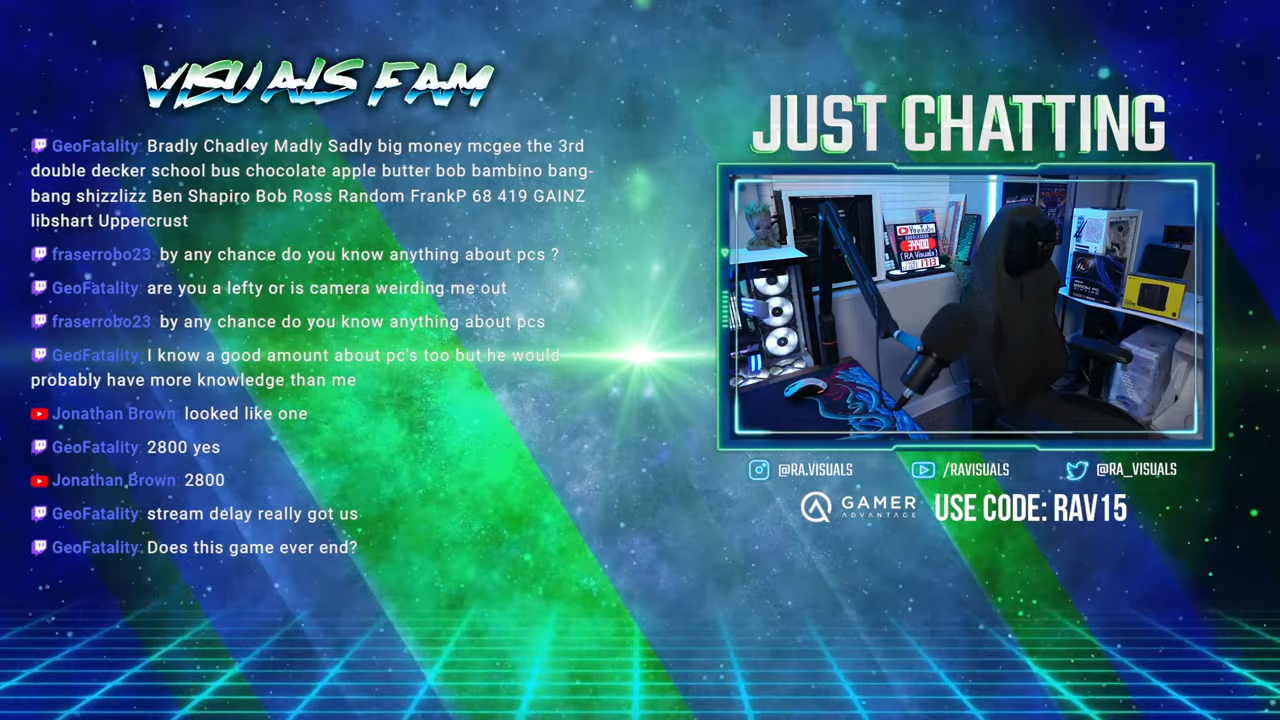 VISUALS FAM
GeoFatality: Bradly Chadley Madly Sadly big money mcgee the 3rd
double decker school bus chocolate apple butter bob bambino bang-
bang shizzlizz Ben Shapiro Bob Ross Random FrankP 68 419 GAINZ
libshart Uppercrust
fraserrobo23: by any chance do you know anything about pcs ?
GeoFatality: are you a lefty or is camera weirding me out
fraserrobo23: by any chance do you know anything about pcs
GeoFatality: I know a good amount about pc's too but he would
probably have more knowledge than me
Jonathan Brown: looked like one
GeoFatality: 2800 yes
Jonathan Brown: 2800
GeoFatality: stream delay really got us
GeoFatality: Does this game ever end?
JUST CHATTING
YouTube
34400
RA Visuals
@RA.VISUALS
/RAVISUALS
@RA_VISUALS
GAMER
ADVANTAGE
USE CODE: RAV15